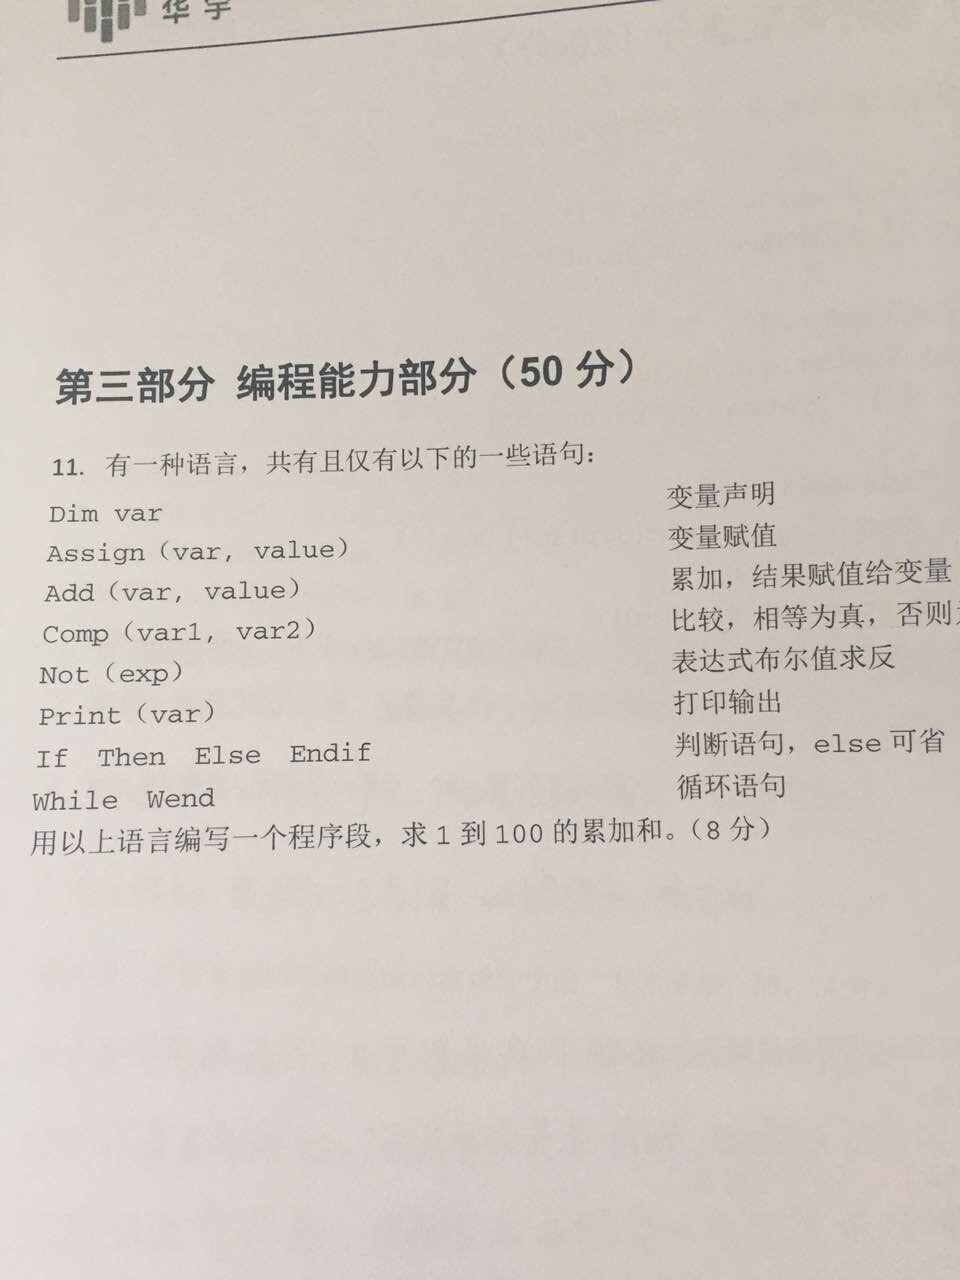 华宇
第三部分 编程能力部分（50 分）
11. 有一种语言，共有且仅有以下的一些语句：
Dim var 变量声明
Assign（var, value） 变量赋值
Add（var, value） 累加，结果赋值给变量
Comp（var1, var2） 比较，相等为真，否则
Not（exp） 表达式布尔值求反
Print（var） 打印输出
If Then Else Endif 判断语句，else 可省
While Wend 循环语句
用以上语言编写一个程序段，求 1 到 100 的累加和。（8 分）